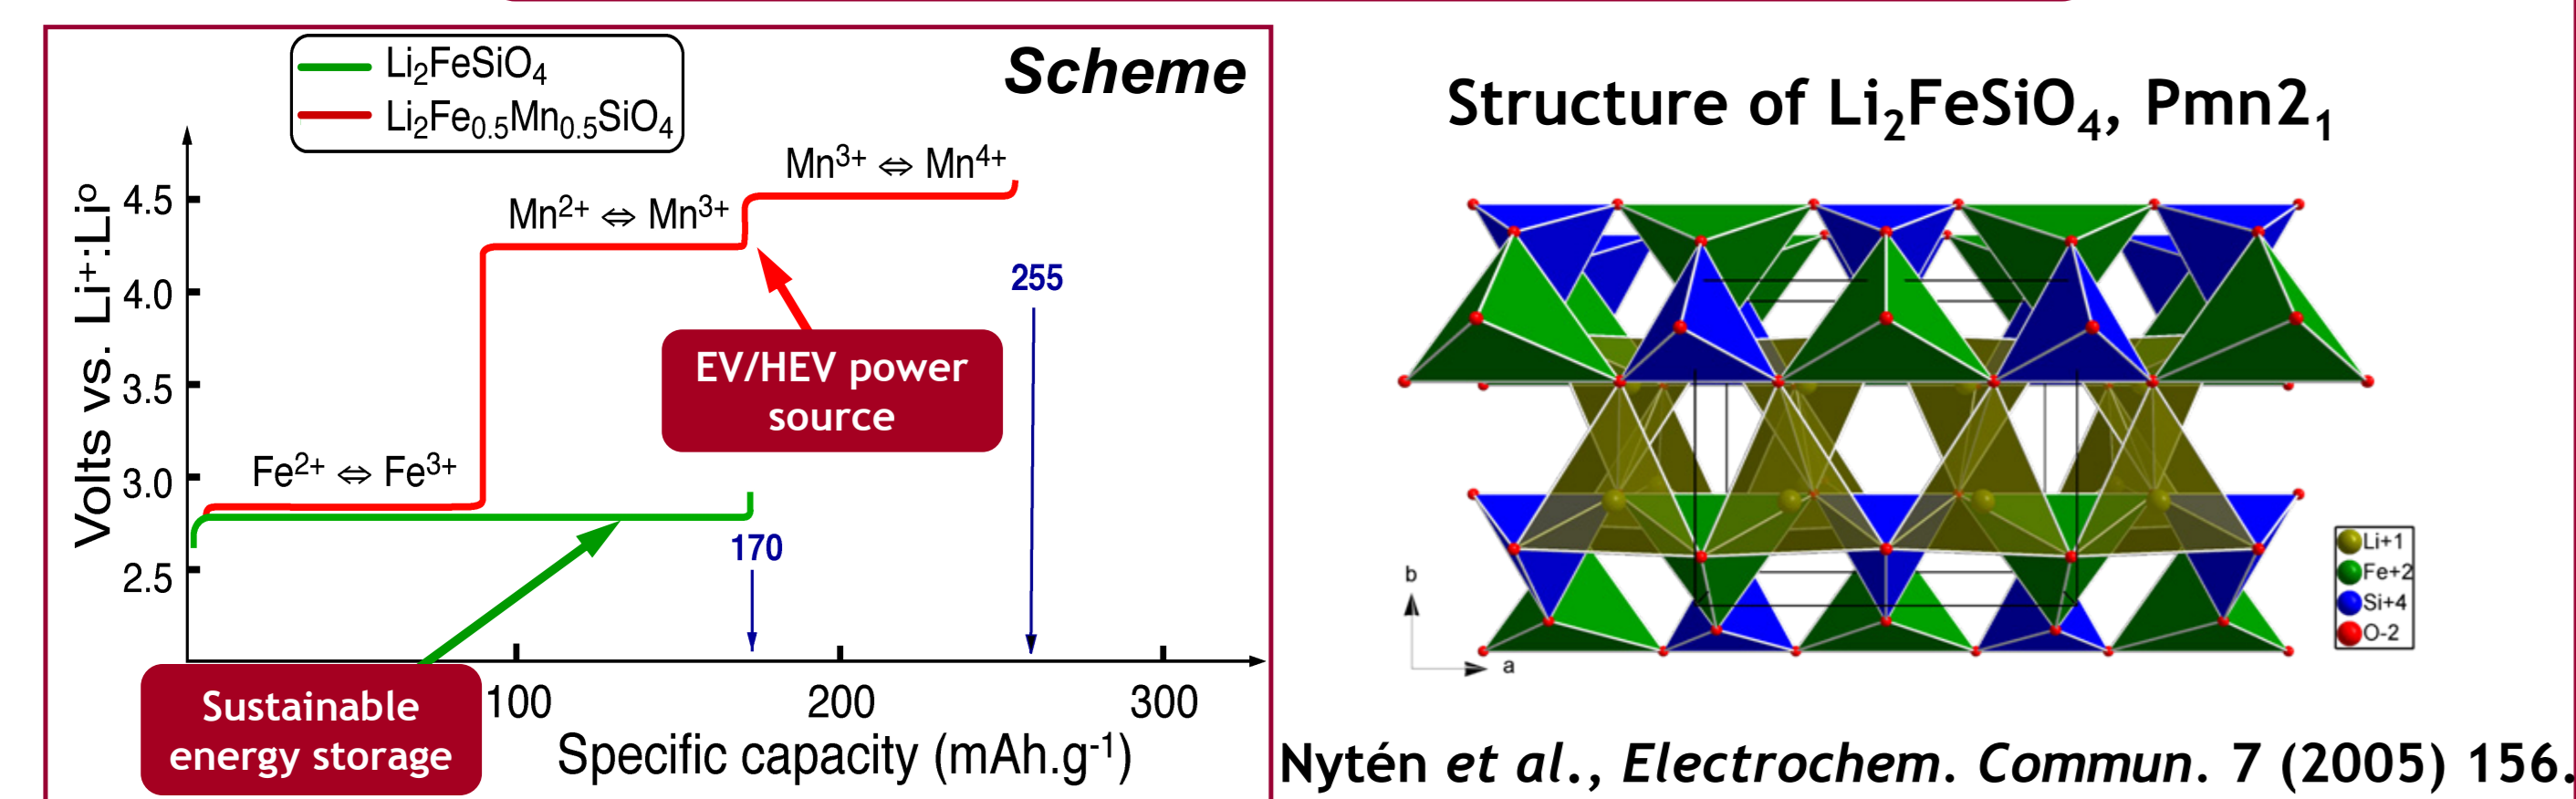 Li₂FeSiO₄
Li₂Fe₀.₅Mn₀.₅SiO₄
Scheme
Volts vs. Li⁺:Liº
4.5
4.0
3.5
3.0
2.5
Mn³⁺ ⇔ Mn⁴⁺
Mn²⁺ ⇔ Mn³⁺
Fe²⁺ ⇔ Fe³⁺
255
EV/HEV power
source
170
Sustainable
energy storage
100
200
300
Specific capacity (mAh.g⁻¹)
Structure of Li₂FeSiO₄, Pmn2₁
b
a
Li+1
Fe+2
Si+4
O-2
Nytén et al., Electrochem. Commun. 7 (2005) 156.